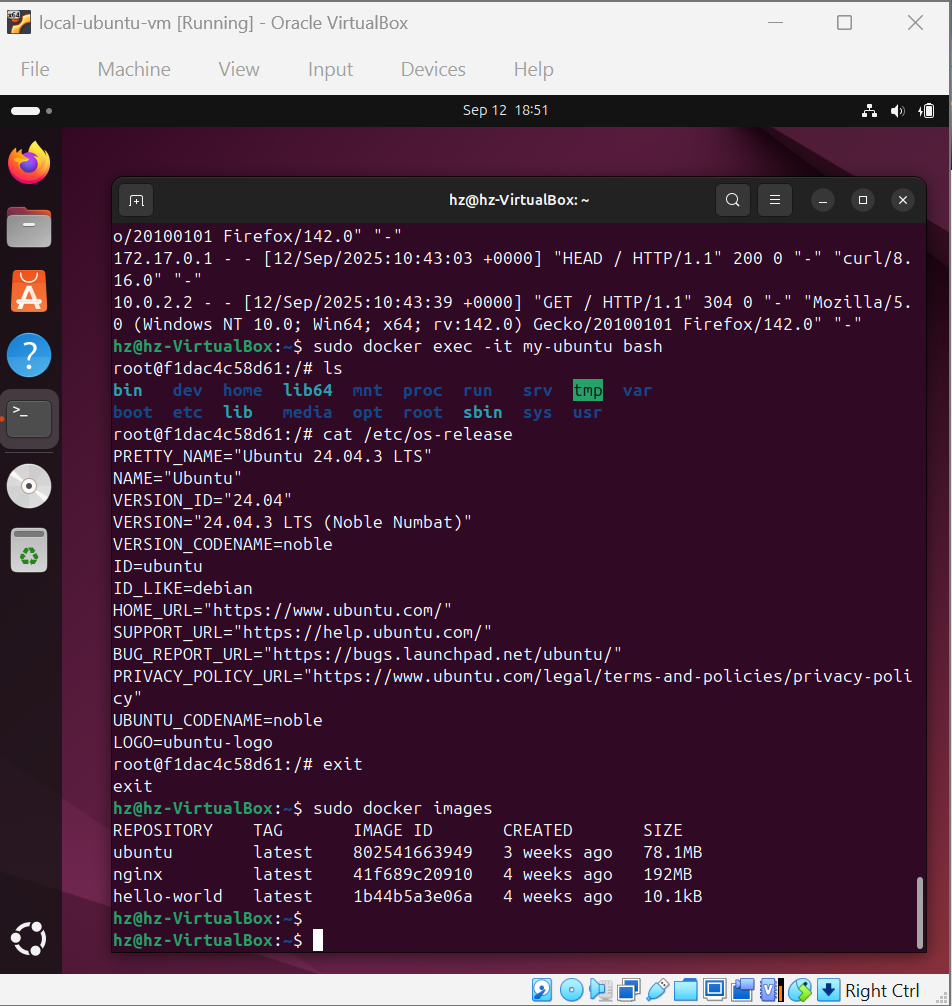 local-ubuntu-vm [Running] - Oracle VirtualBox
File Machine View Input Devices Help
Sep 12 18:51
hz@hz-VirtualBox: ~
o/20100101 Firefox/142.0" "-"
172.17.0.1 - - [12/Sep/2025:10:43:03 +0000] "HEAD / HTTP/1.1" 200 0 "-" "curl/8.
16.0" "-"
10.0.2.2 - - [12/Sep/2025:10:43:39 +0000] "GET / HTTP/1.1" 304 0 "-" "Mozilla/5.
0 (Windows NT 10.0; Win64; x64; rv:142.0) Gecko/20100101 Firefox/142.0" "-"
hz@hz-VirtualBox:~$ sudo docker exec -it my-ubuntu bash
root@f1dac4c58d61:/# ls
bin dev home lib64 mnt proc run srv tmp var
boot etc lib media opt root sbin sys usr
root@f1dac4c58d61:/# cat /etc/os-release
PRETTY_NAME="Ubuntu 24.04.3 LTS"
NAME="Ubuntu"
VERSION_ID="24.04"
VERSION="24.04.3 LTS (Noble Numbat)"
VERSION_CODENAME=noble
ID=ubuntu
ID_LIKE=debian
HOME_URL="https://www.ubuntu.com/"
SUPPORT_URL="https://help.ubuntu.com/"
BUG_REPORT_URL="https://bugs.launchpad.net/ubuntu/"
PRIVACY_POLICY_URL="https://www.ubuntu.com/legal/terms-and-policies/privacy-poli
cy"
UBUNTU_CODENAME=noble
LOGO=ubuntu-logo
root@f1dac4c58d61:/# exit
exit
hz@hz-VirtualBox:~$ sudo docker images
REPOSITORY TAG IMAGE ID CREATED SIZE
ubuntu latest 802541663949 3 weeks ago 78.1MB
nginx latest 41f689c20910 4 weeks ago 192MB
hello-world latest 1b44b5a3e06a 4 weeks ago 10.1kB
hz@hz-VirtualBox:~$
hz@hz-VirtualBox:~$
Right Ctrl